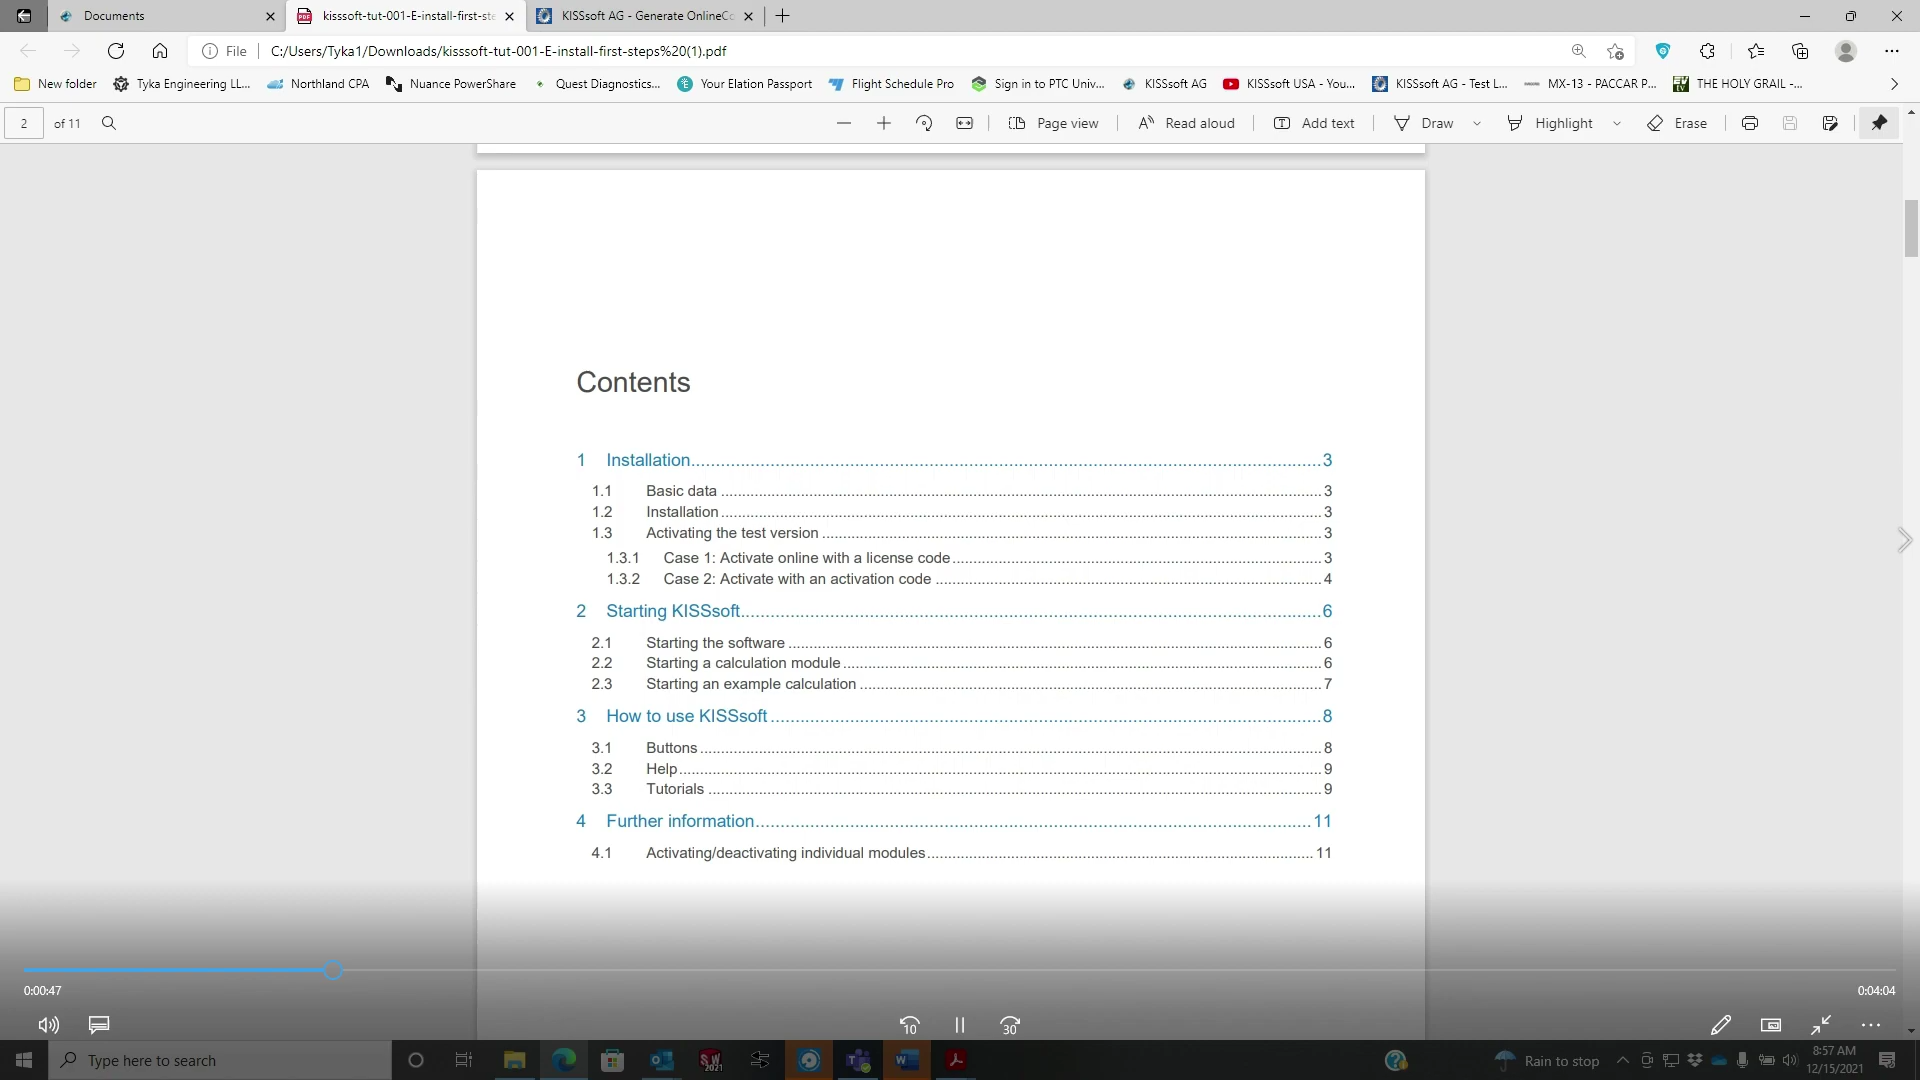 Documents
kisssoft-tut-001-E-install-first-ste
KISSsoft AG - Generate OnlineCo
File
C:/Users/Tyka1/Downloads/kisssoft-tut-001-E-install-first-steps%20(1).pdf
New folder
Tyka Engineering LL...
Northland CPA
Nuance PowerShare
Quest Diagnostics...
Your Elation Passport
Flight Schedule Pro
Sign in to PTC Univ...
KISSsoft AG
KISSsoft USA - You...
KISSsoft AG - Test L...
MX-13 - PACCAR P...
THE HOLY GRAIL -...
2 of 11
Page view
Read aloud
Add text
Draw
Highlight
Erase
Contents
1 Installation 3
1.1 Basic data 3
1.2 Installation 3
1.3 Activating the test version 3
1.3.1 Case 1: Activate online with a license code 3
1.3.2 Case 2: Activate with an activation code 4
2 Starting KISSsoft 6
2.1 Starting the software 6
2.2 Starting a calculation module 6
2.3 Starting an example calculation 7
3 How to use KISSsoft 8
3.1 Buttons 8
3.2 Help 9
3.3 Tutorials 9
4 Further information 11
4.1 Activating/deactivating individual modules 11
0:00:47
0:04:04
10
30
Type here to search
Rain to stop
8:57 AM
12/15/2021